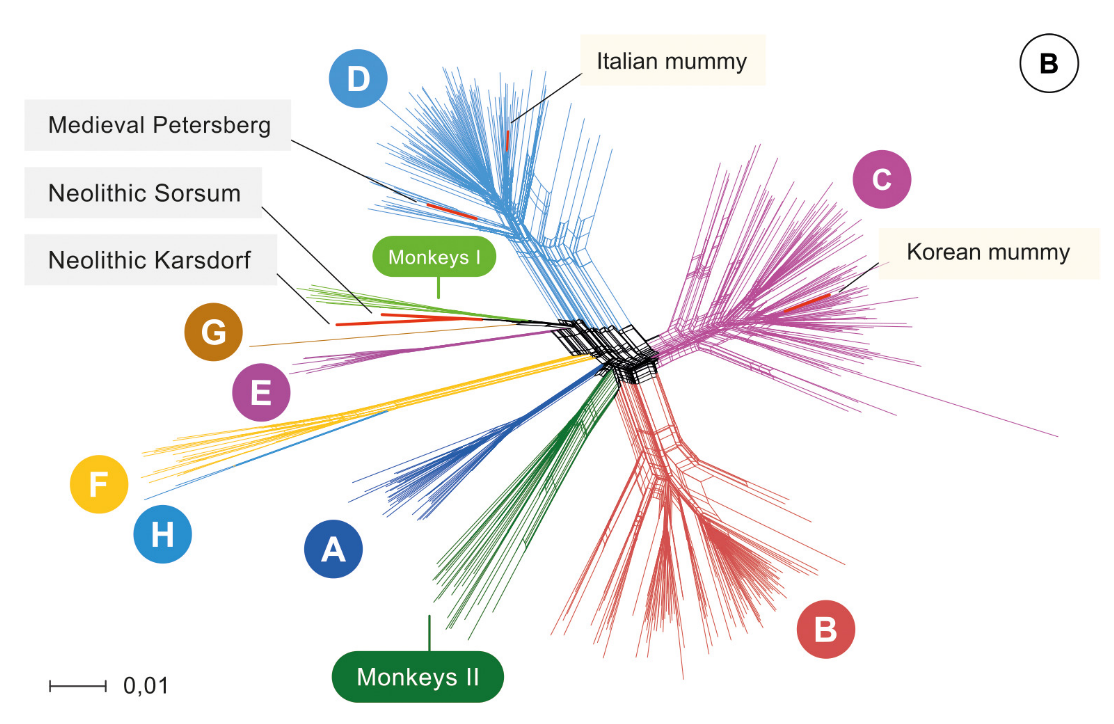 Italian mummy
B
D
Medieval Petersberg
C
Neolithic Sorsum
Monkeys I
Korean mummy
Neolithic Karsdorf
G
E
F
H
A
B
Monkeys II
0,01